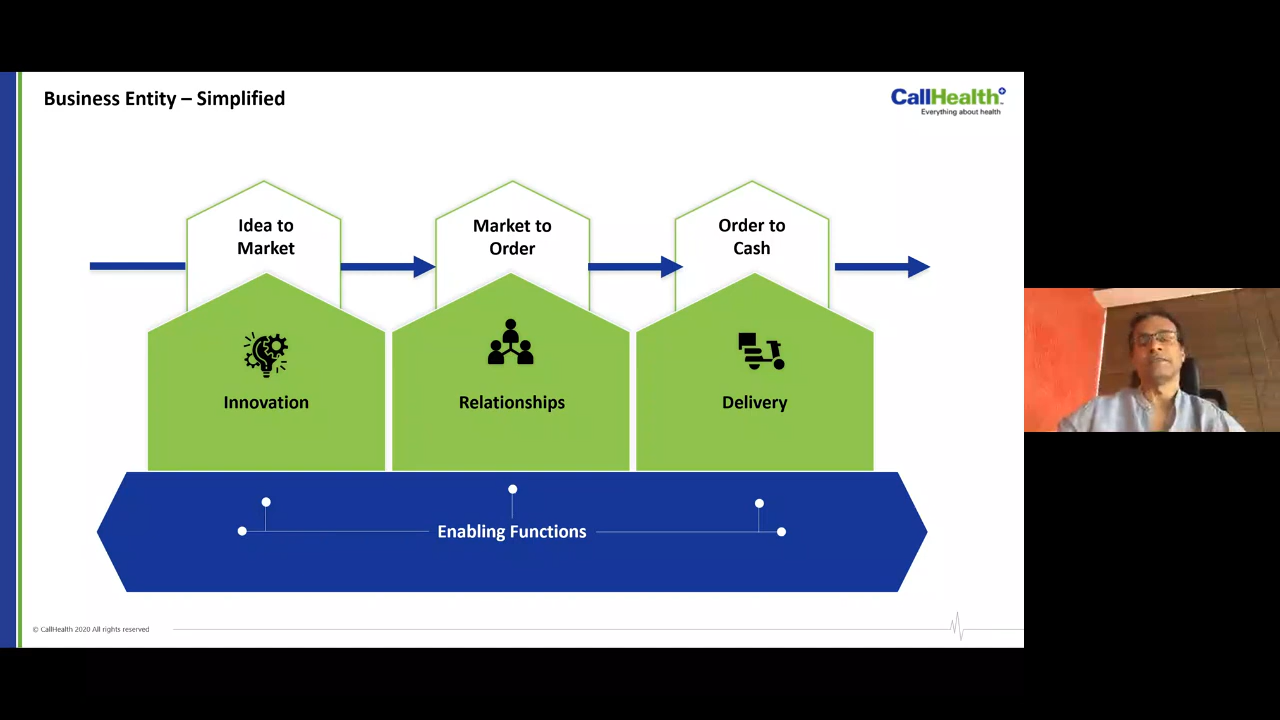 Business Entity – Simplified
CallHealth
Everything about health
Idea to
Market
Market to
Order
Order to
Cash
Innovation
Relationships
Delivery
Enabling Functions
© CallHealth 2020 All rights reserved